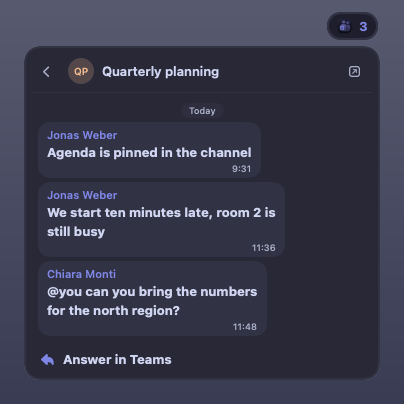 3
QP
Quarterly planning
Today
Jonas Weber
Agenda is pinned in the channel
9:31
Jonas Weber
We start ten minutes late, room 2 is
still busy
11:36
Chiara Monti
@you can you bring the numbers
for the north region?
11:48
Answer in Teams